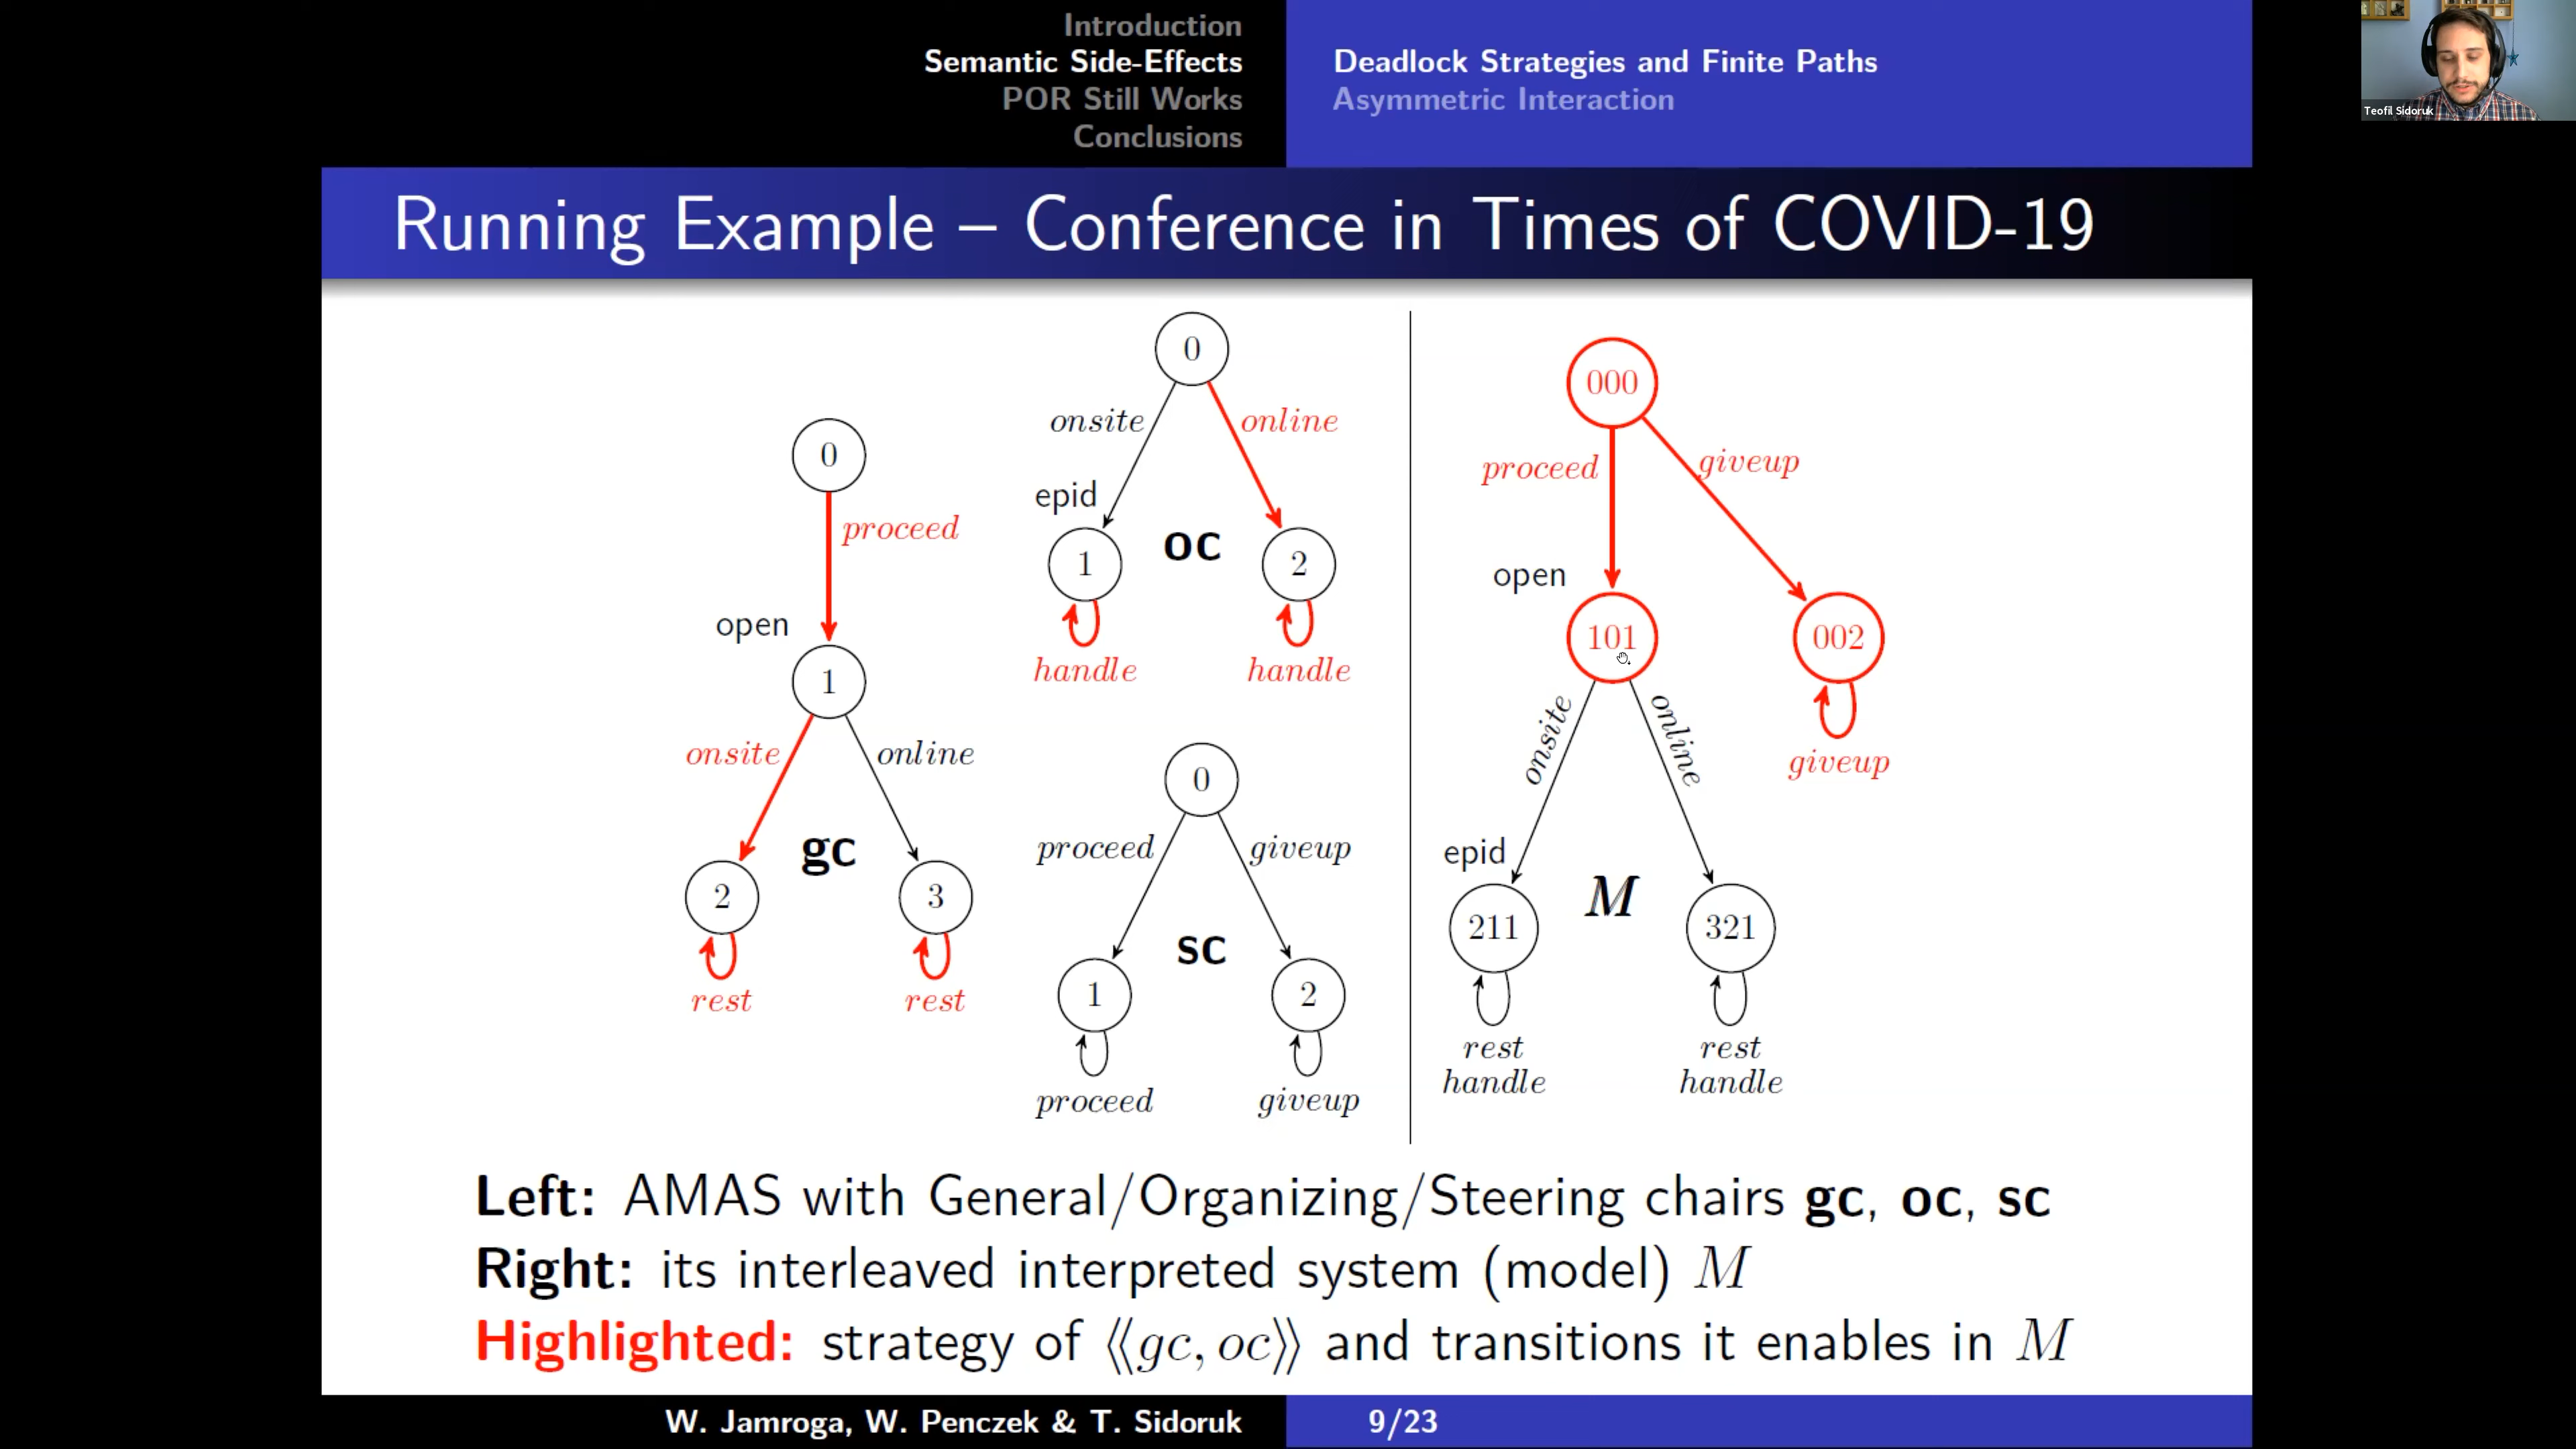 Introduction
Semantic Side-Effects
POR Still Works
Conclusions
Deadlock Strategies and Finite Paths
Asymmetric Interaction
Teofil Sidoruk
Running Example – Conference in Times of COVID-19
0
proceed
open
1
onsite
online
gc
2
3
rest
rest
0
onsite
online
epid
oc
1
2
handle
handle
0
proceed
giveup
sc
1
2
proceed
giveup
000
proceed
giveup
open
101
002
onsite
online
giveup
epid
M
211
321
rest
handle
rest
handle
Left: AMAS with General/Organizing/Steering chairs gc, oc, sc
Right: its interleaved interpreted system (model) M
Highlighted: strategy of ⟪gc, oc⟫ and transitions it enables in M
W. Jamroga, W. Penczek & T. Sidoruk
9/23